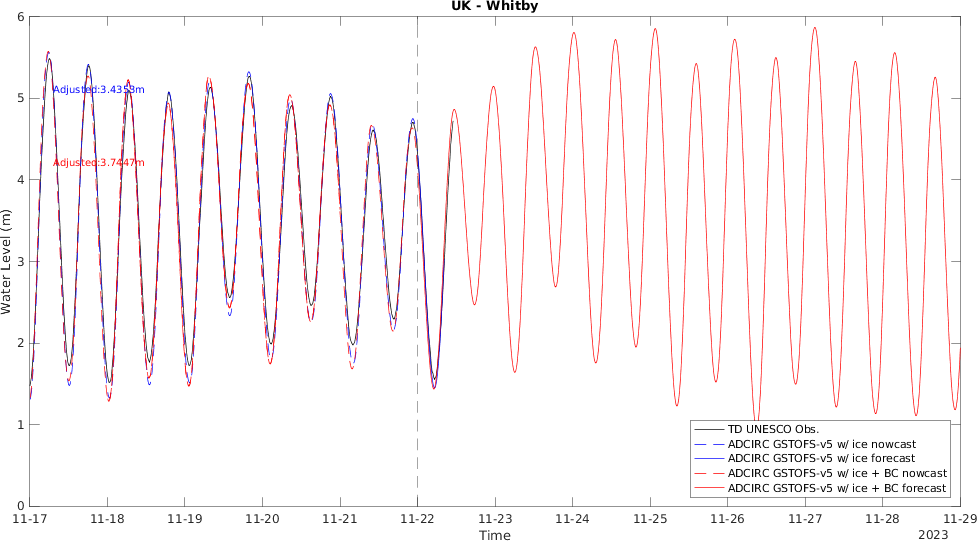 UK - Whitby
6
5
4
3
2
1
0
Water Level (m)
Adjusted:3.4353m
Adjusted:3.7447m
TD UNESCO Obs.
ADCIRC GSTOFS-v5 w/ ice nowcast
ADCIRC GSTOFS-v5 w/ ice forecast
ADCIRC GSTOFS-v5 w/ ice + BC nowcast
ADCIRC GSTOFS-v5 w/ ice + BC forecast
11-17 11-18 11-19 11-20 11-21 11-22 11-23 11-24 11-25 11-26 11-27 11-28 11-29
Time
2023